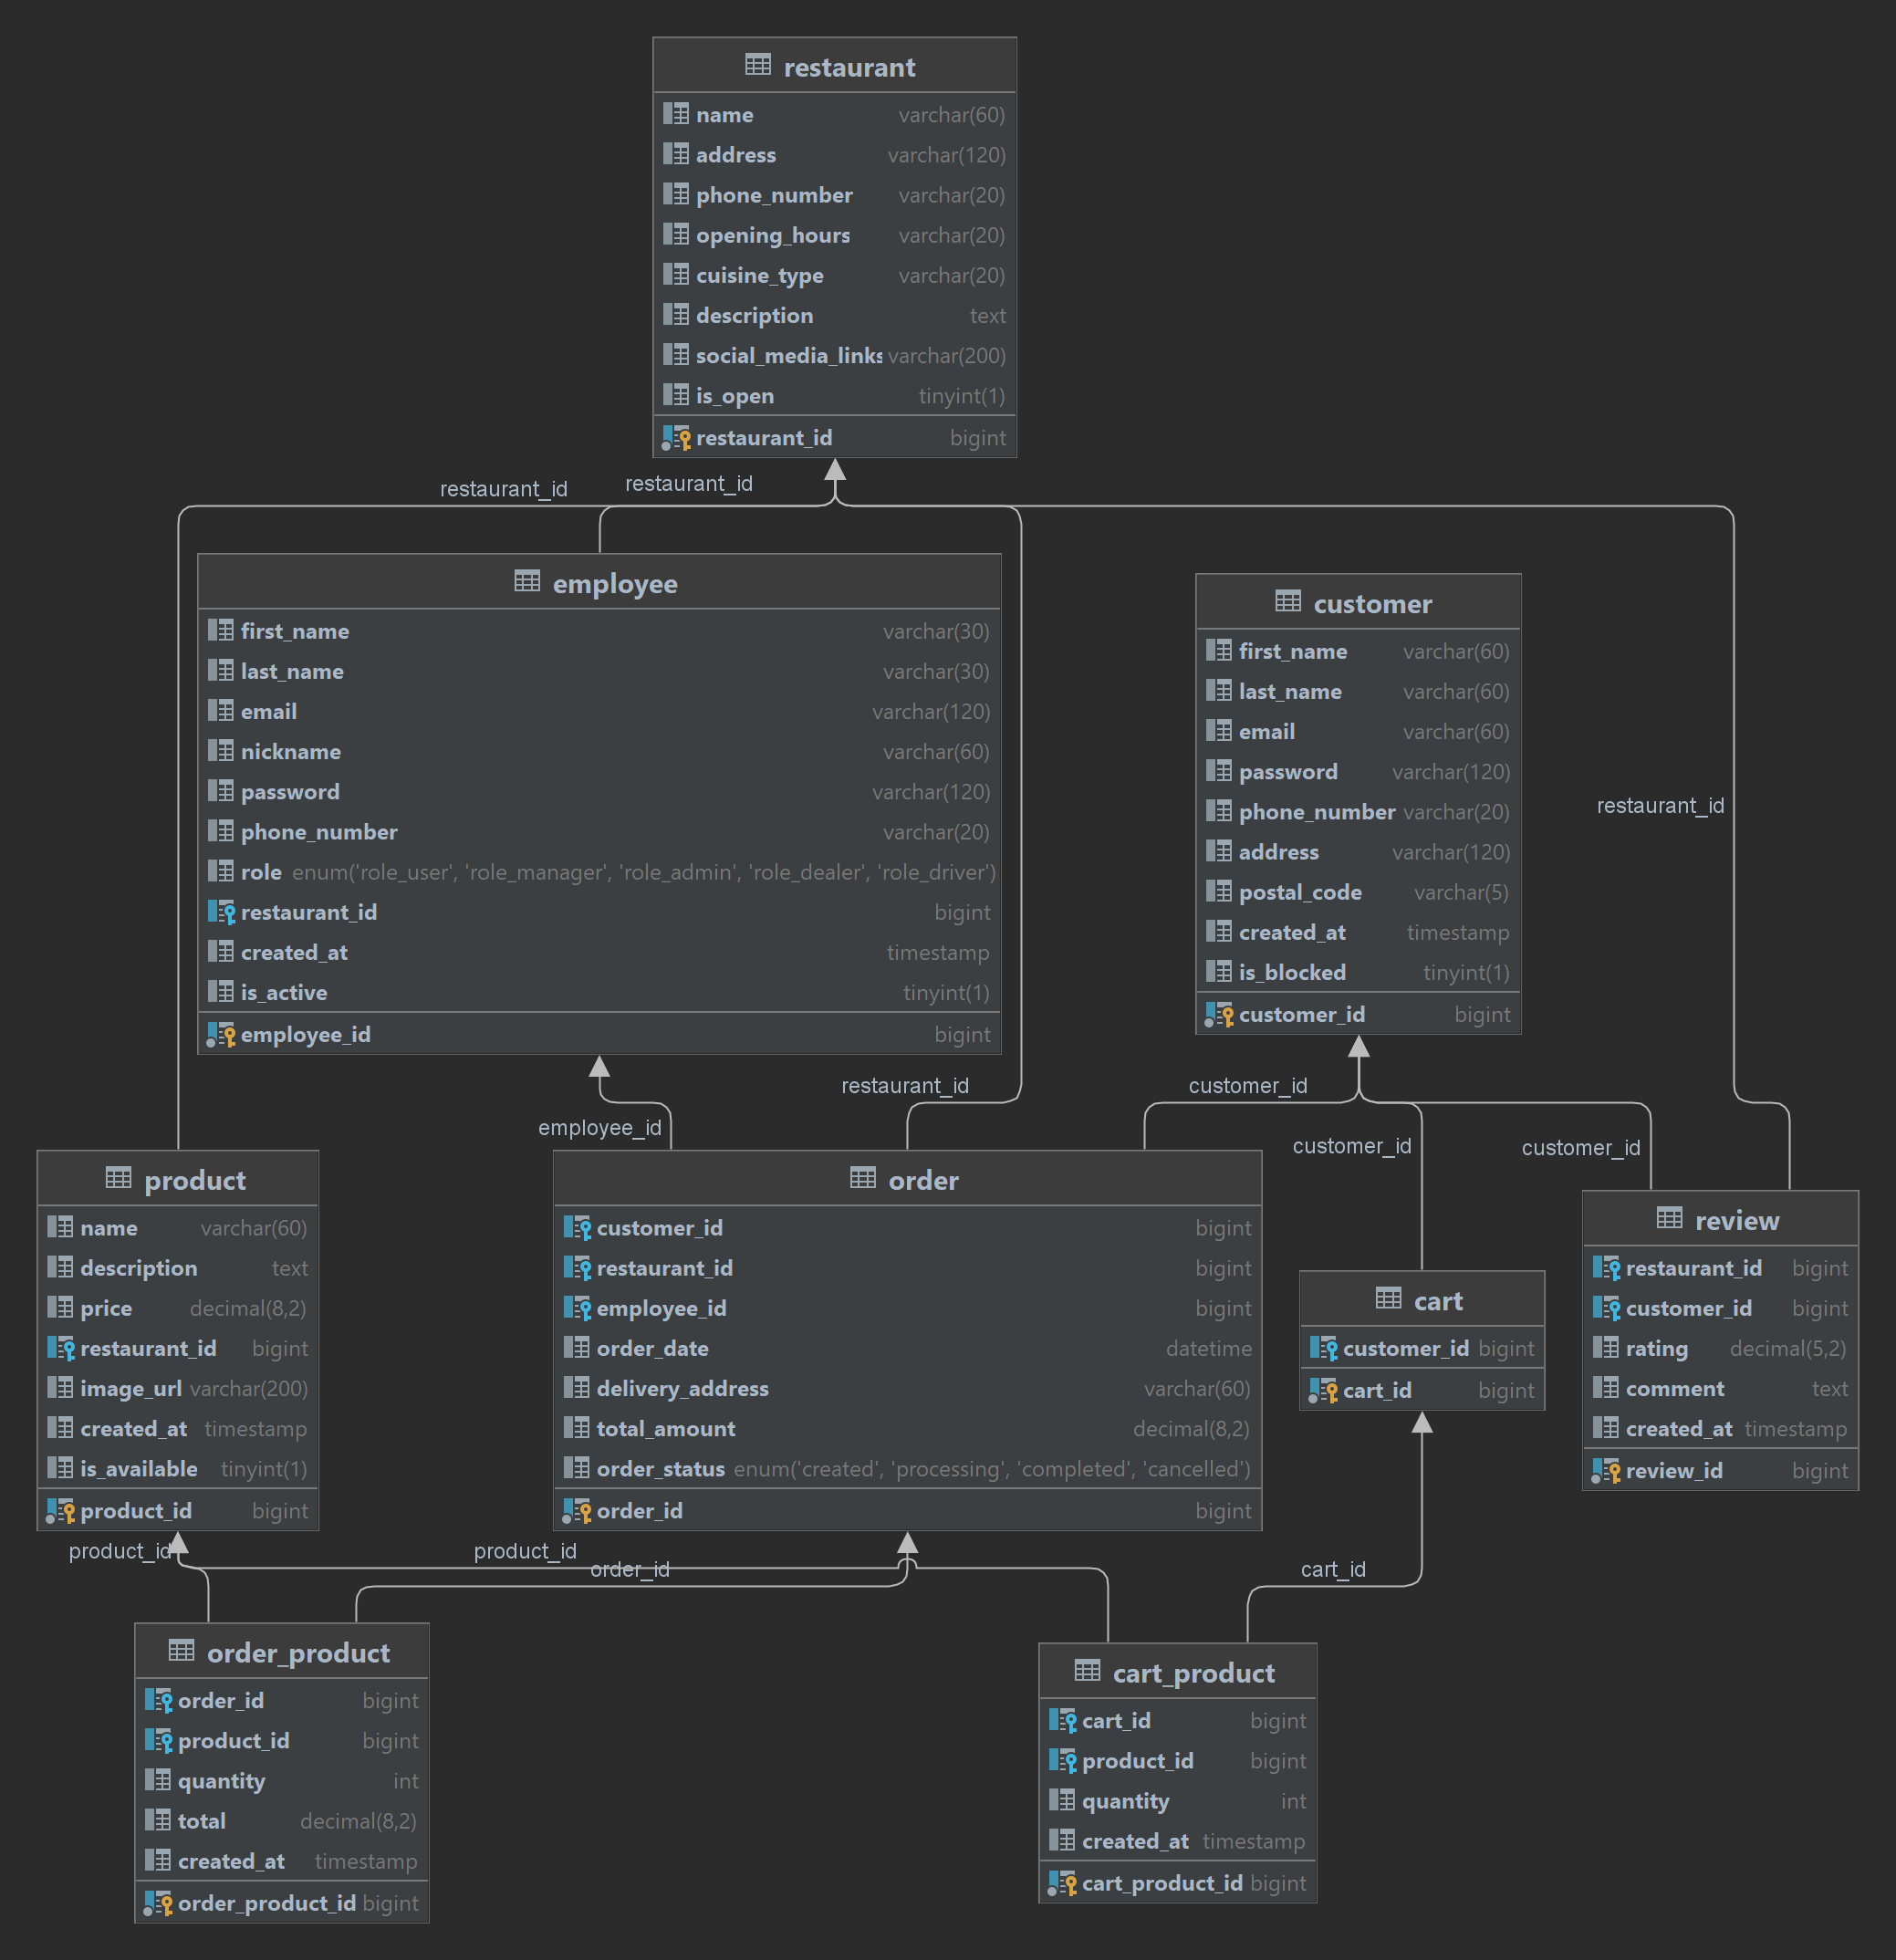 restaurant
name varchar(60)
address varchar(120)
phone_number varchar(20)
opening_hours varchar(20)
cuisine_type varchar(20)
description text
social_media_links varchar(200)
is_open tinyint(1)
restaurant_id bigint
restaurant_id
restaurant_id
employee
first_name varchar(30)
last_name varchar(30)
email varchar(120)
nickname varchar(60)
password varchar(120)
phone_number varchar(20)
role enum('role_user', 'role_manager', 'role_admin', 'role_dealer', 'role_driver')
restaurant_id bigint
created_at timestamp
is_active tinyint(1)
employee_id bigint
customer
first_name varchar(60)
last_name varchar(60)
email varchar(60)
password varchar(120)
phone_number varchar(20)
address varchar(120)
postal_code varchar(5)
created_at timestamp
is_blocked tinyint(1)
customer_id bigint
restaurant_id
restaurant_id
customer_id
employee_id
customer_id
customer_id
product
name varchar(60)
description text
price decimal(8,2)
restaurant_id bigint
image_url varchar(200)
created_at timestamp
is_available tinyint(1)
product_id bigint
order
customer_id bigint
restaurant_id bigint
employee_id bigint
order_date datetime
delivery_address varchar(60)
total_amount decimal(8,2)
order_status enum('created', 'processing', 'completed', 'cancelled')
order_id bigint
cart
customer_id bigint
cart_id bigint
review
restaurant_id bigint
customer_id bigint
rating decimal(5,2)
comment text
created_at timestamp
review_id bigint
product_id
product_id
order_id
cart_id
order_product
order_id bigint
product_id bigint
quantity int
total decimal(8,2)
created_at timestamp
order_product_id bigint
cart_product
cart_id bigint
product_id bigint
quantity int
created_at timestamp
cart_product_id bigint